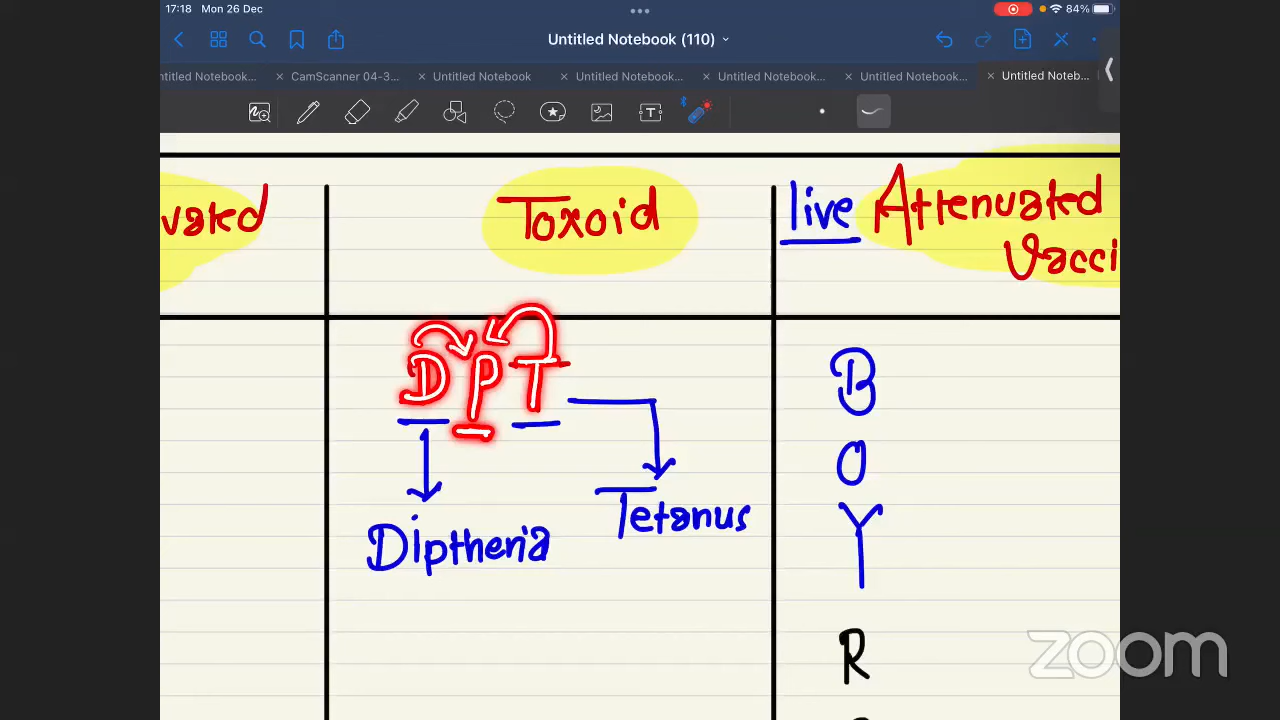 17:18 Mon 26 Dec
84%
Untitled Notebook (110)
ntitled Notebook...
CamScanner 04-3...
Untitled Notebook
Untitled Notebook...
Untitled Notebook...
Untitled Notebook...
Untitled Noteb...
vated
Toxoid
live Attenuated
Vacci
DPT
Diptheria
Tetanus
B
O
Y
R
zoom